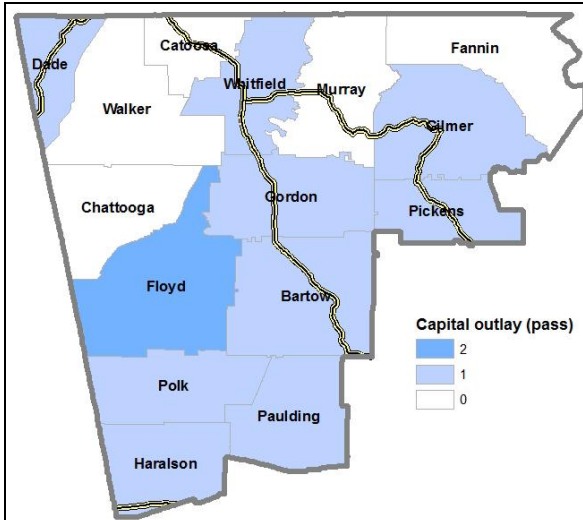 Catoosa
Fannin
Dade
Whitfield
Murray
Walker
Gilmer
Gordon
Chattooga
Pickens
Floyd
Bartow
Capital outlay (pass)
2
1
0
Polk
Paulding
Haralson